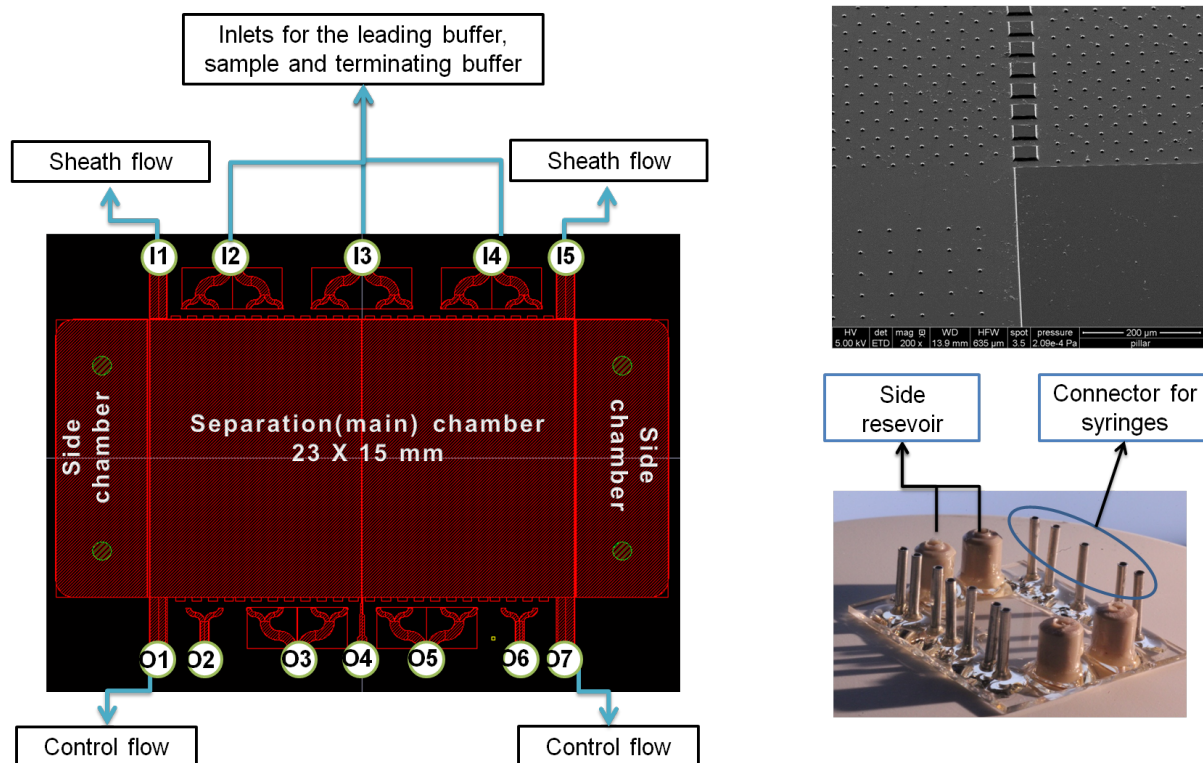 Inlets for the leading buffer,
sample and terminating buffer
Sheath flow
Sheath flow
I1
I2
I3
I4
I5
Side
chamber
Separation(main) chamber
23 X 15 mm
Side
chamber
O1
O2
O3
O4
O5
O6
O7
Control flow
Control flow
HV det mag WD HFW spot pressure 200 µm
5.00 kV ETD 200 x 13.9 mm 635 µm 3.5 2.09e-4 Pa pillar
Side
resevoir
Connector for
syringes